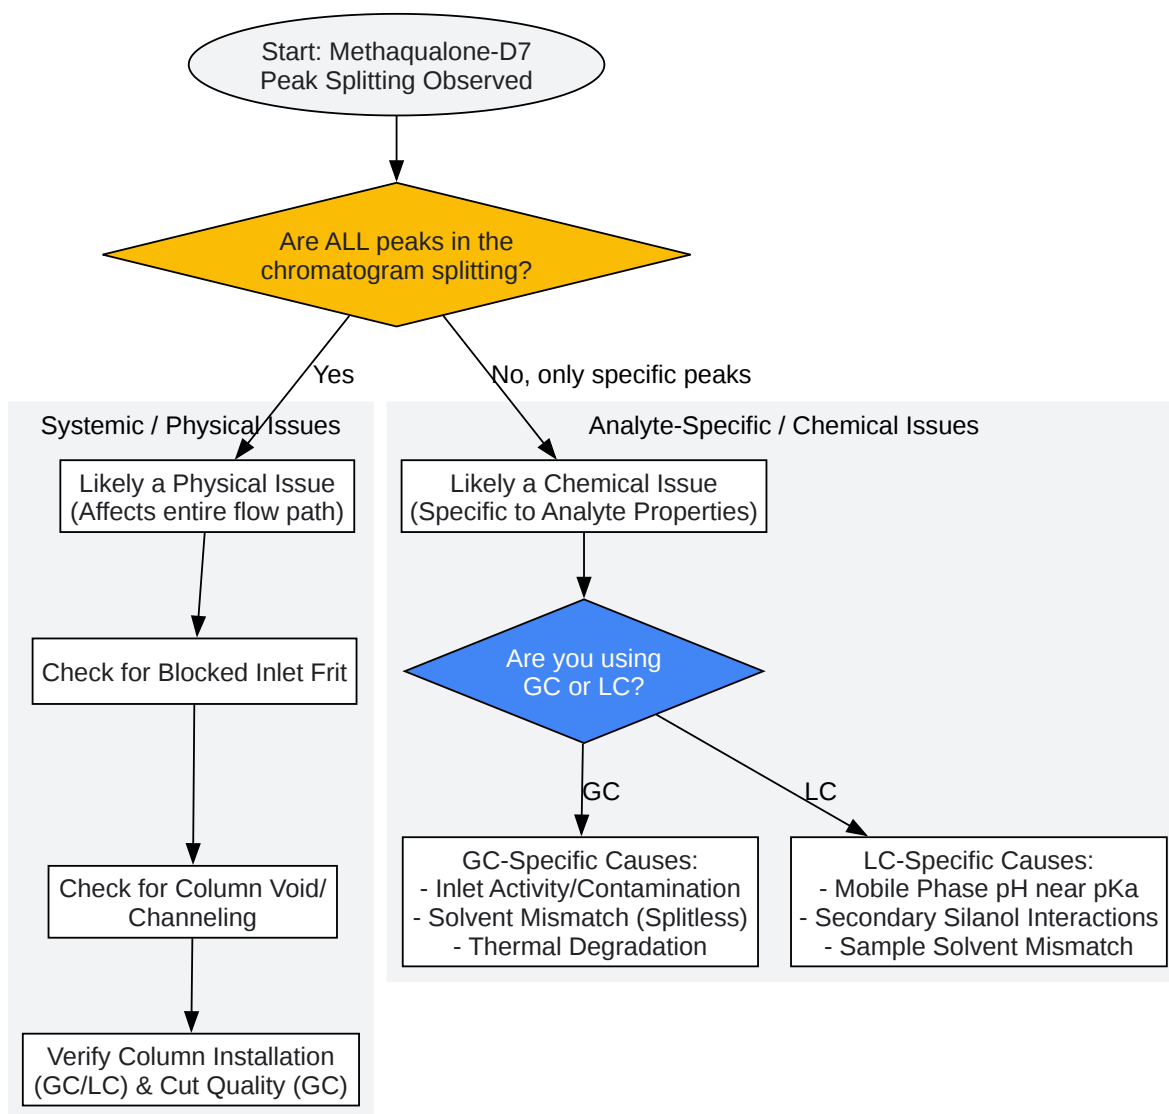 Start: Methaqualone-D7
Peak Splitting Observed
Are ALL peaks in the
chromatogram splitting?
Yes
No, only specific peaks
Systemic / Physical Issues
Likely a Physical Issue
(Affects entire flow path)
Check for Blocked Inlet Frit
Check for Column Void/
Channeling
Verify Column Installation
(GC/LC) & Cut Quality (GC)
Analyte-Specific / Chemical Issues
Likely a Chemical Issue
(Specific to Analyte Properties)
Are you using
GC or LC?
GC
LC
GC-Specific Causes:
- Inlet Activity/Contamination
- Solvent Mismatch (Splitless)
- Thermal Degradation
LC-Specific Causes:
- Mobile Phase pH near pKa
- Secondary Silanol Interactions
- Sample Solvent Mismatch